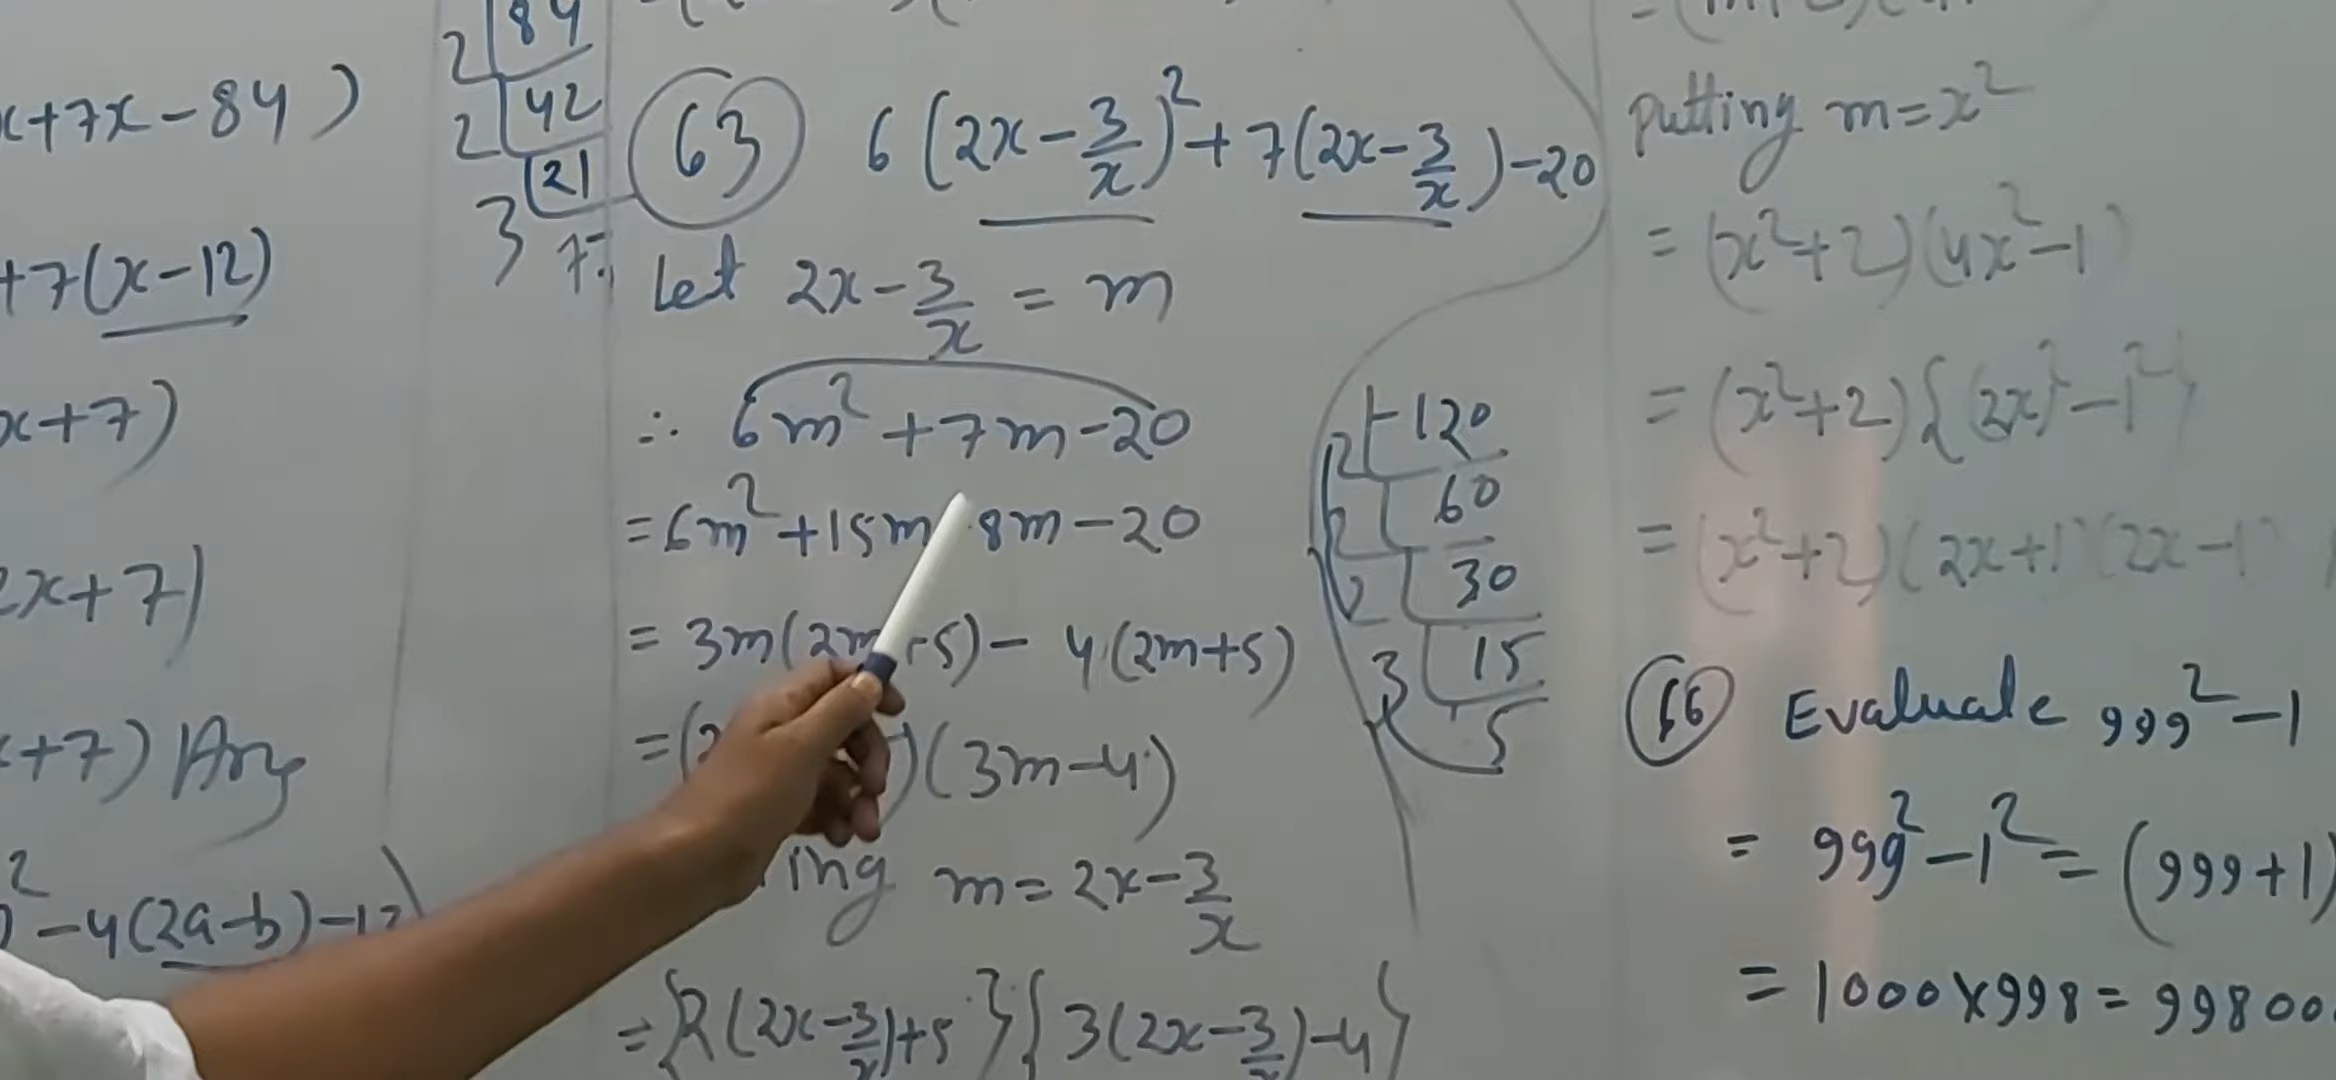 x+7x-84)
+7(x-12)
x+7)
2x+7)
+7) Ans
)²-4(2a-b)-12
2 | 84
2 | 42
3 | 21
7
63 6(2x-3/x)²+7(2x-3/x)-20
Let 2x-3/x = m
∴ 6m²+7m-20
=6m²+15m 8m-20
= 3m(2m+5)-4(2m+5)
=(2 )(3m-4)
ing m=2x-3/x
={2(2x-3/x)+5}{3(2x-3/x)-4}
2 | -120
2 | 60
2 | 30
3 | 15
5
putting m=x²
= (x²+2)(4x²-1)
= (x²+2){(2x)²-1²}
= (x²+2)(2x+1)(2x-1)
66 Evaluate 999²-1
= 999²-1² = (999+1)
= 1000×998 = 99800